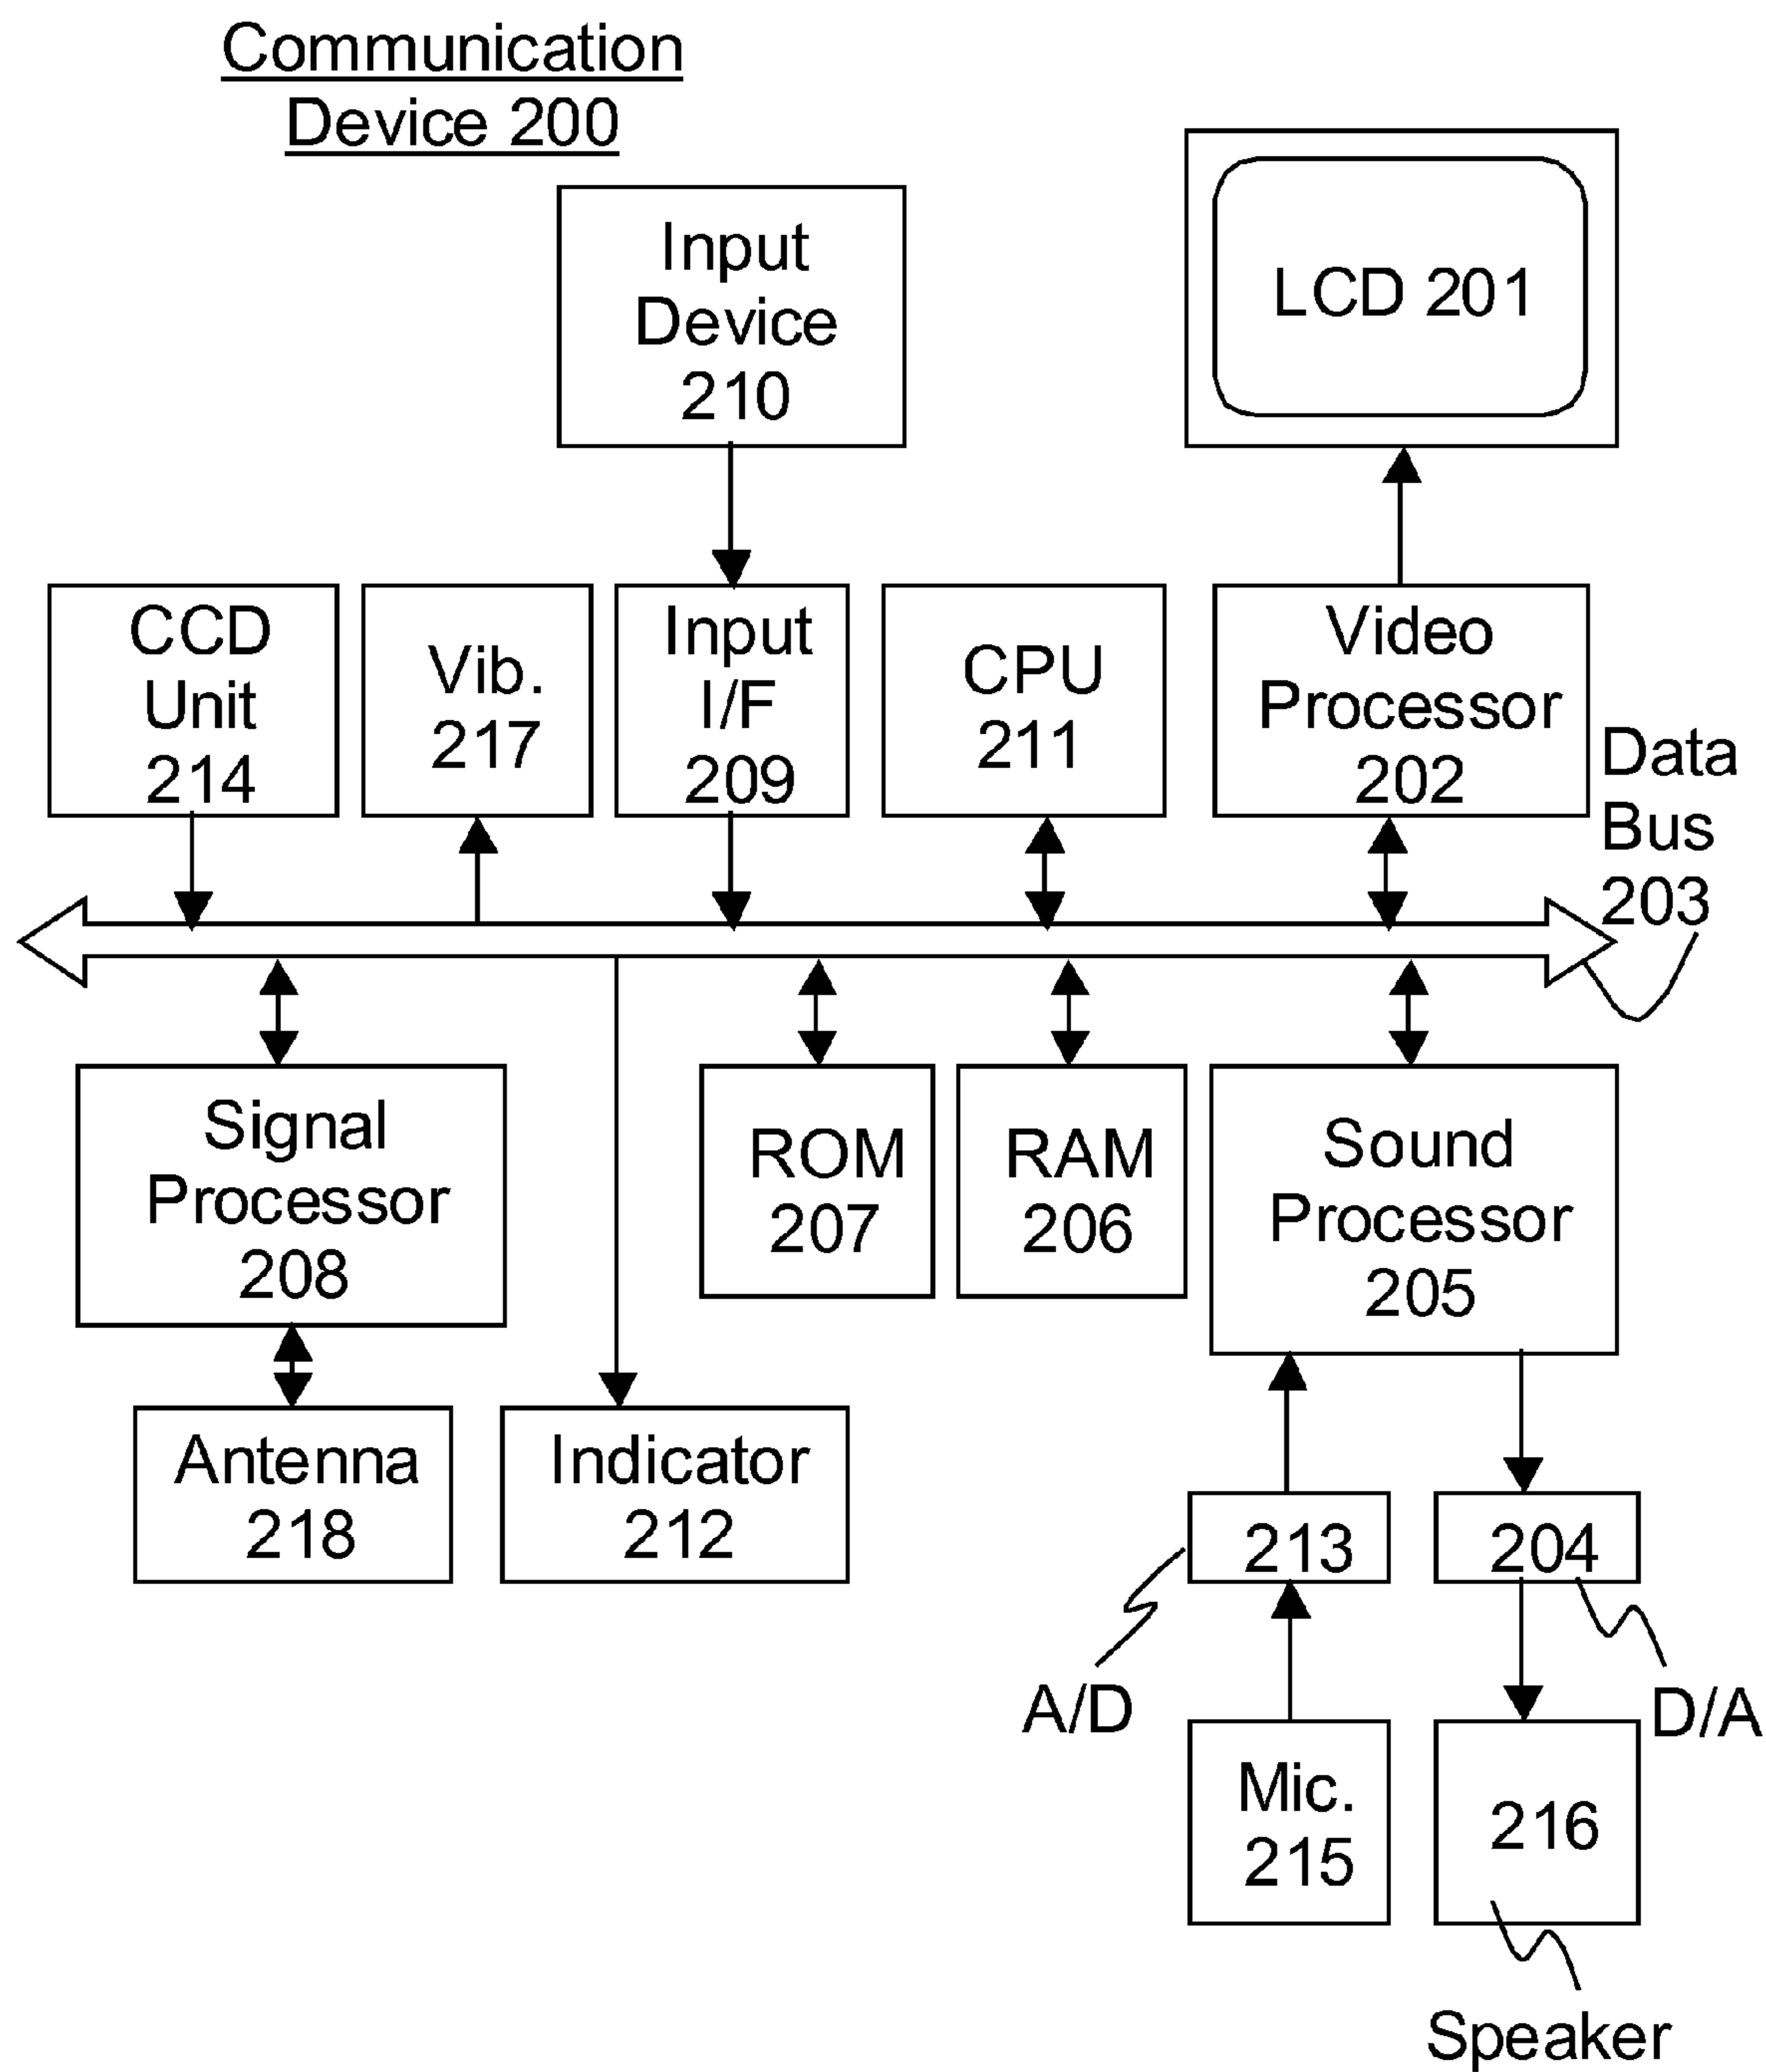 Communication
Device 200
Input
Device
210
LCD 201
CCD
Unit
214
Vib.
217
Input
I/F
209
CPU
211
Video
Processor
202
Data
Bus
203
Signal
Processor
208
ROM
207
RAM
206
Sound
Processor
205
Antenna
218
Indicator
212
213
204
A/D
D/A
Mic.
215
216
Speaker